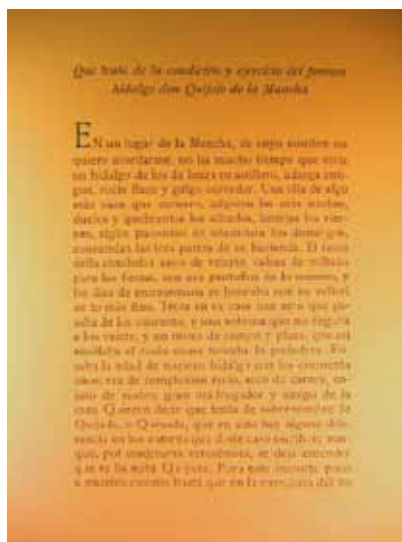 Que trata de la condición y ejercicio del famoso
hidalgo don Quijote de la Mancha
EN un lugar de la Mancha, de cuyo nombre no
quiero acordarme, no ha mucho tiempo que vivía
un hidalgo de los de lanza en astillero, adarga anti-
gua, rocín flaco y galgo corredor. Una olla de algo
más vaca que carnero, salpicón las más noches,
duelos y quebrantos los sábados, lantejas los vier-
nes, algún palomino de añadidura los domingos,
consumían las tres partes de su hacienda. El resto
della concluían sayo de velarte, calzas de velludo
para las fiestas, con sus pantuflos de lo mesmo, y
los días de entresemana se honraba con su vellorí
de lo más fino. Tenía en su casa una ama que pa-
saba de los cuarenta, y una sobrina que no llegaba
a los veinte, y un mozo de campo y plaza, que así
ensillaba el rocín como tomaba la podadera. Fri-
saba la edad de nuestro hidalgo con los cincuenta
años; era de complexión recia, seco de carnes, en-
juto de rostro, gran madrugador y amigo de la
caza. Quieren decir que tenía el sobrenombre de
Quijada, o Quesada, que en esto hay alguna dife-
rencia en los autores que deste caso escriben; aun-
que, por conjeturas verosímiles, se deja entender
que se llamaba Quijana. Pero esto importa poco
a nuestro cuento; basta que en la narración del no